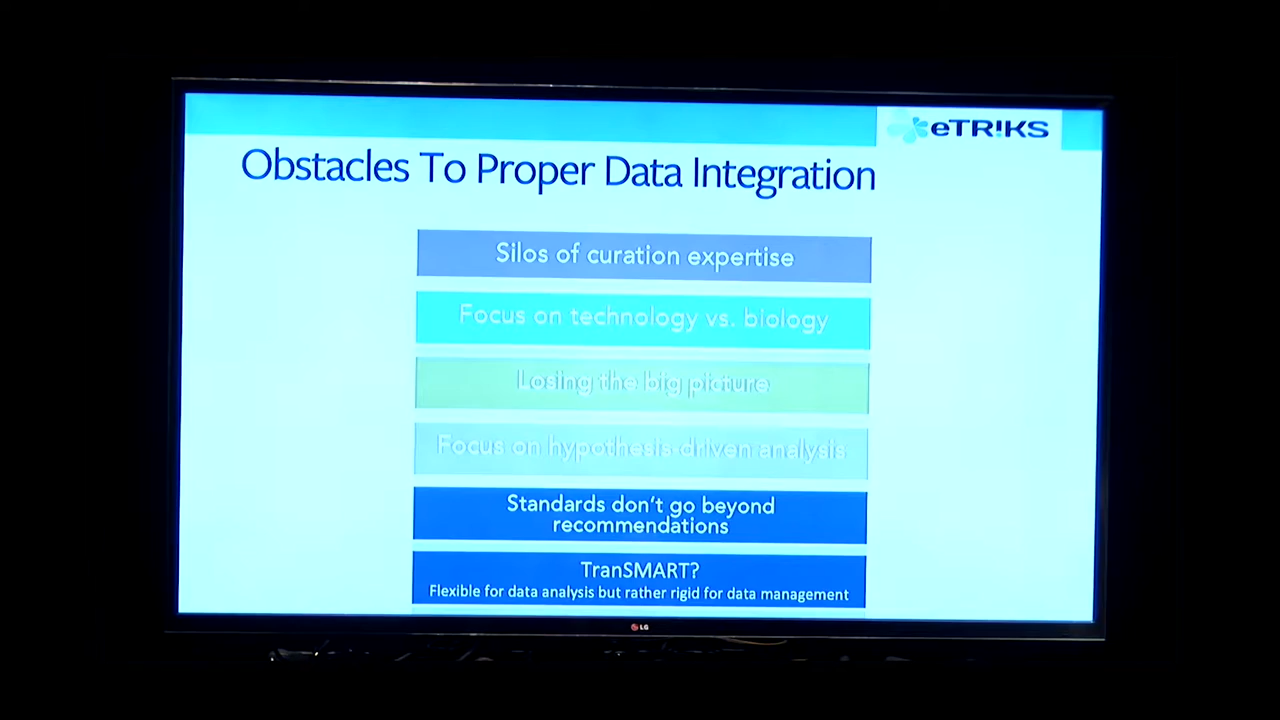 eTR!KS
Obstacles To Proper Data Integration
Silos of curation expertise
Focus on technology vs. biology
Losing the big picture
Focus on hypothesis driven analysis
Standards don't go beyond
recommendations
TranSMART?
Flexible for data analysis but rather rigid for data management
LG